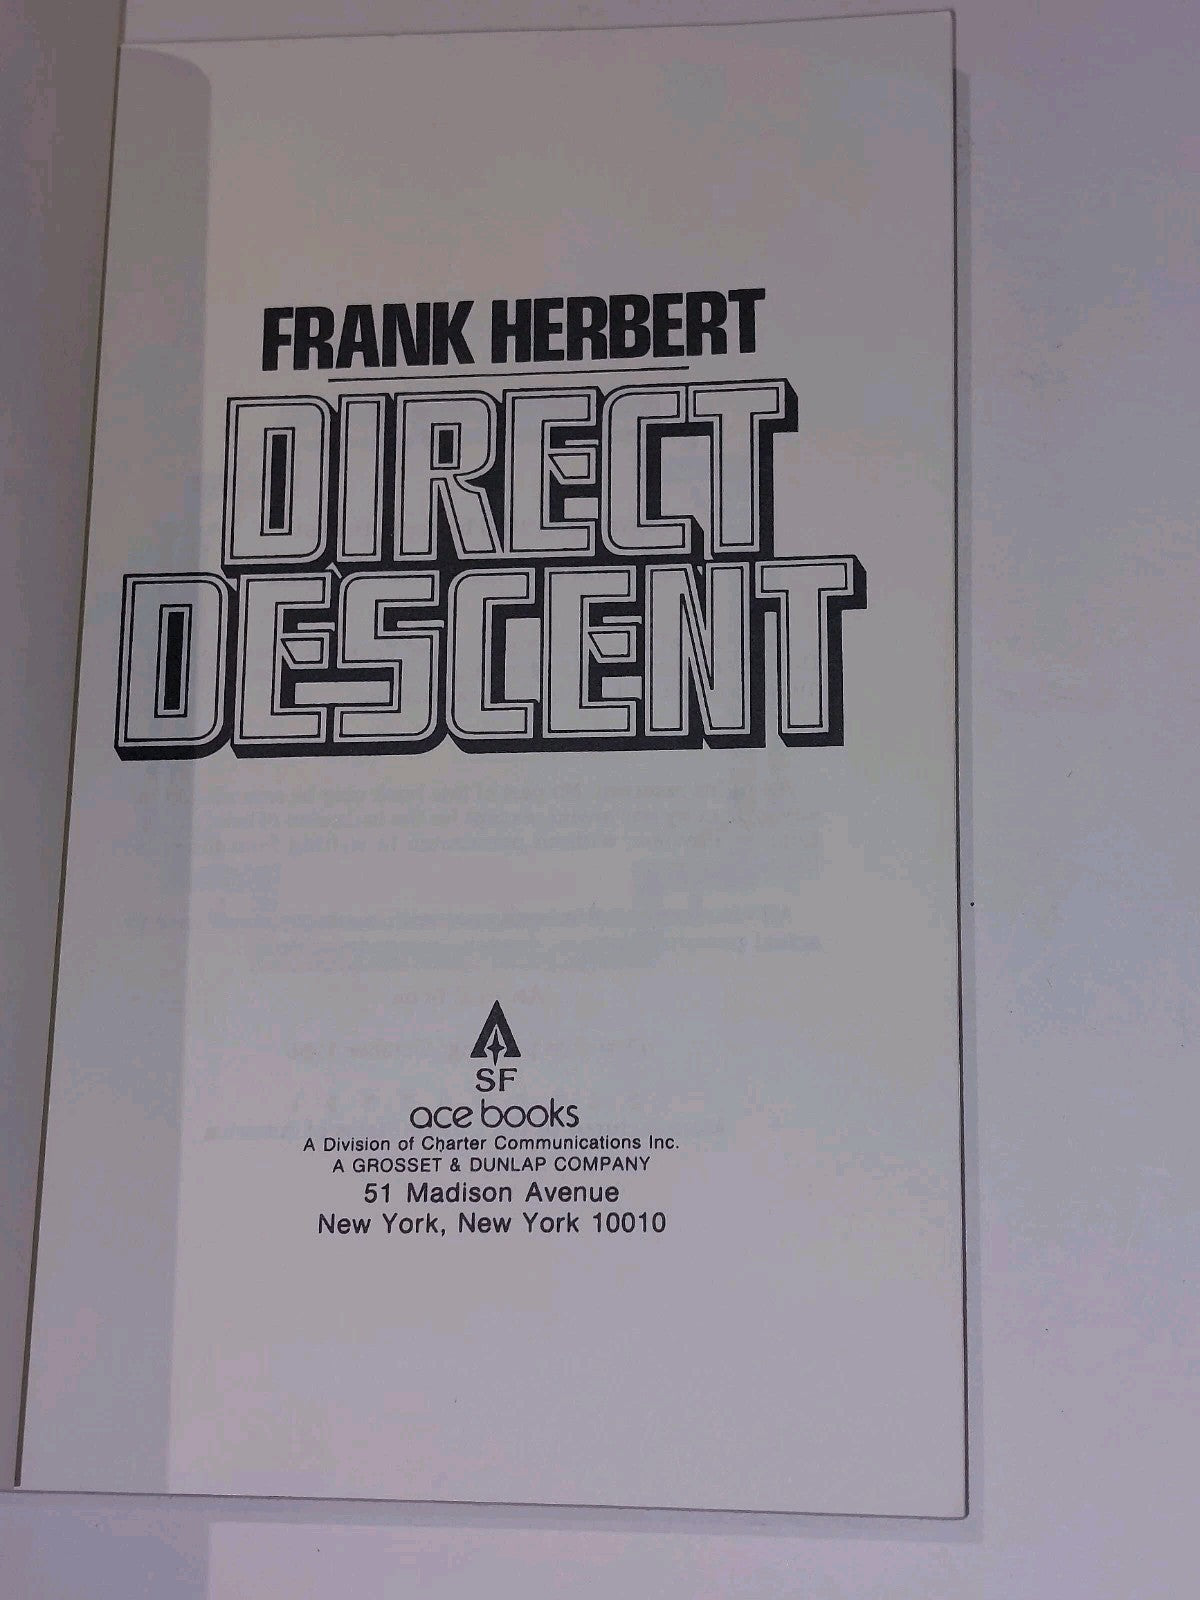 FRANK HERBERT
DIRECT
DESCENT
SF
ace books
A Division of Charter Communications Inc.
A GROSSET & DUNLAP COMPANY
51 Madison Avenue
New York, New York 10010